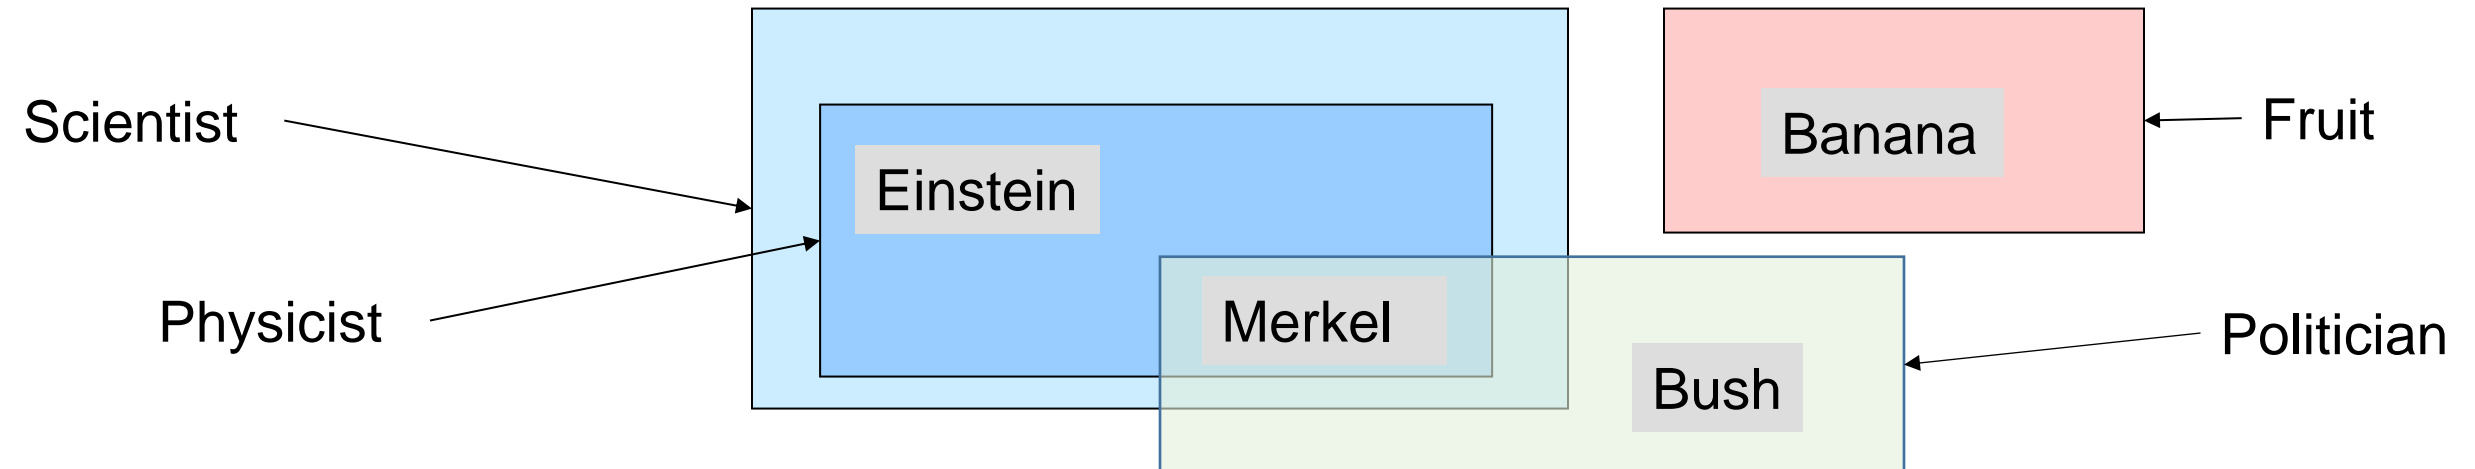 Scientist
Einstein
Banana
Fruit
Physicist
Merkel
Bush
Politician